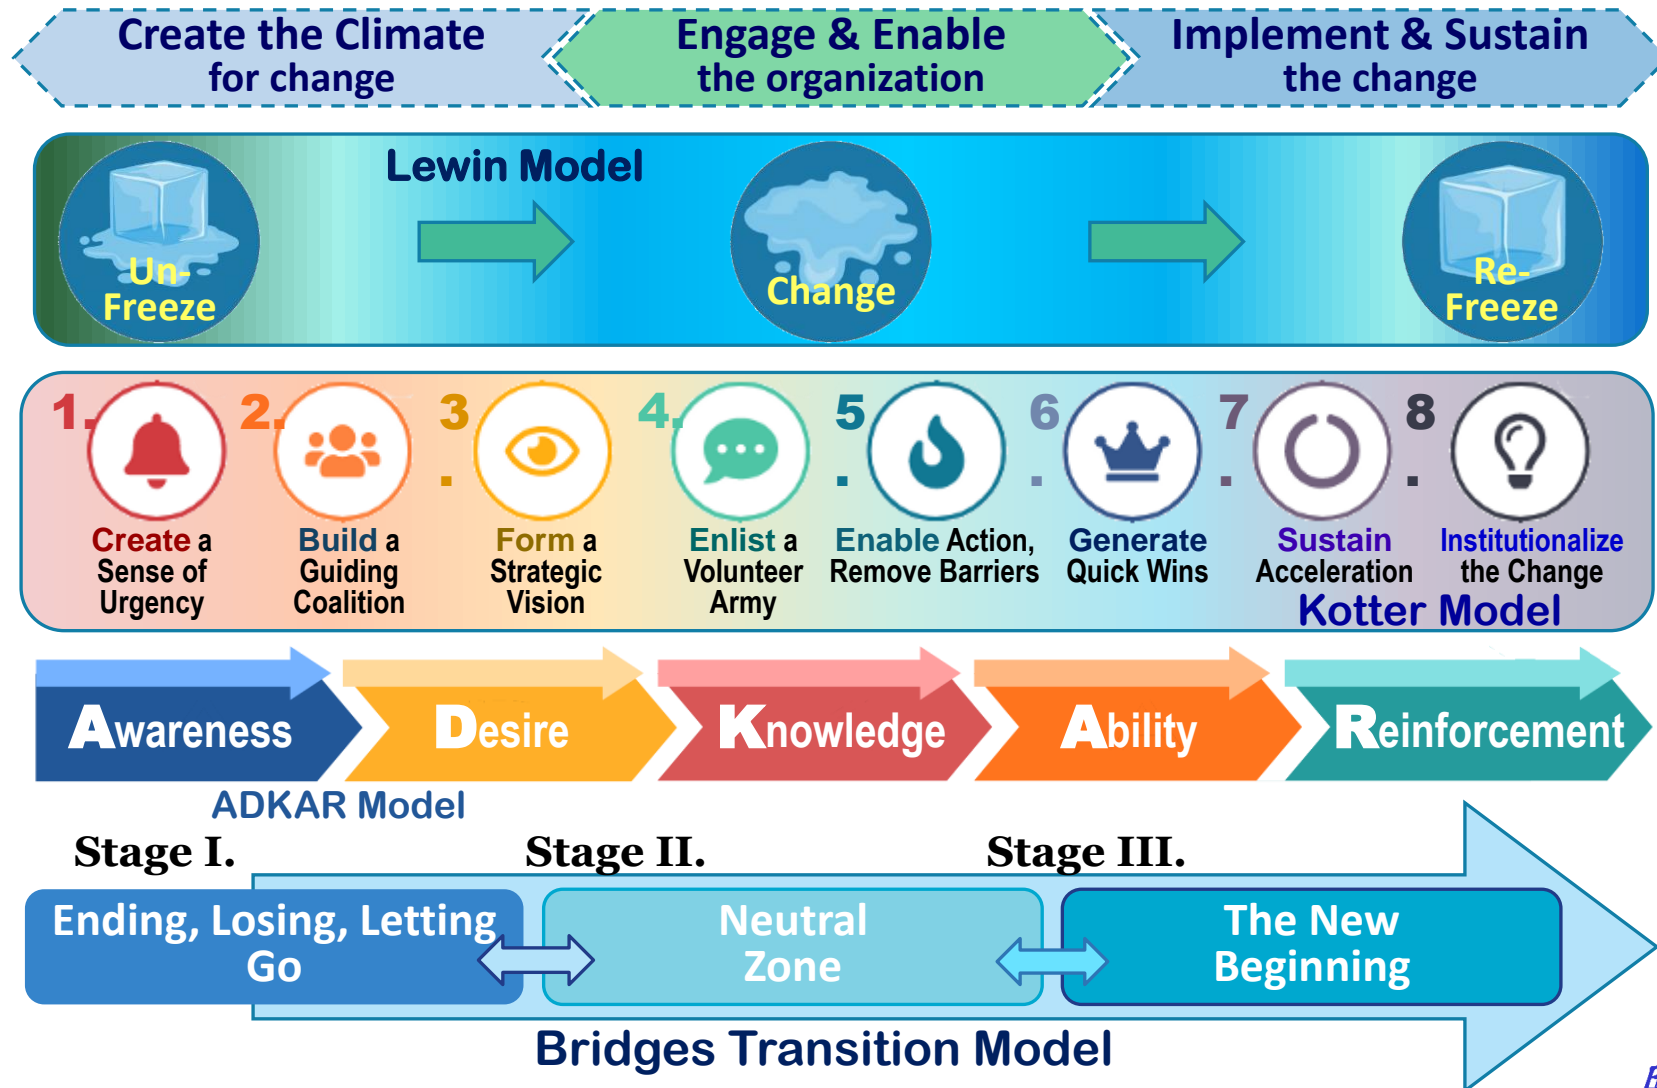 Create the Climate
for change
Engage & Enable
the organization
Implement & Sustain
the change
Lewin Model
Un-
Freeze
Change
Re-
Freeze
1.
2.
3
.
4.
5
.
6
.
7
.
8
.
Create a
Sense of
Urgency
Build a
Guiding
Coalition
Form a
Strategic
Vision
Enlist a
Volunteer
Army
Enable Action,
Remove Barriers
Generate
Quick Wins
Sustain
Acceleration
Institutionalize
the Change
Kotter Model
Awareness
Desire
Knowledge
Ability
Reinforcement
ADKAR Model
Stage I.
Stage II.
Stage III.
Ending, Losing, Letting
Go
Neutral
Zone
The New
Beginning
Bridges Transition Model